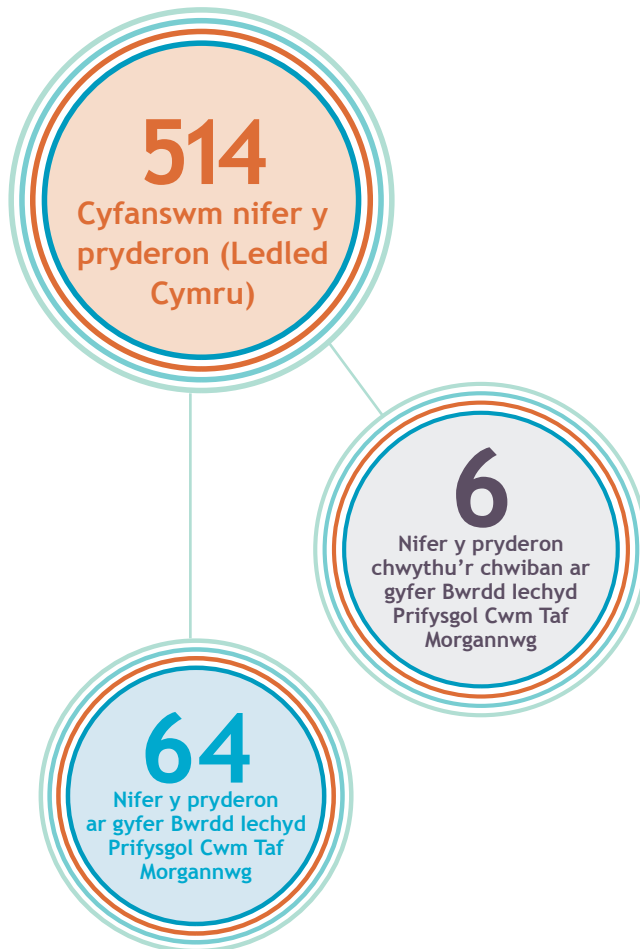 514
Cyfanswm nifer y
pryderon (Ledled
Cymru)
6
Nifer y pryderon
chwythu’r chwiban ar
gyfer Bwrdd Iechyd
Prifysgol Cwm Taf
Morgannwg
64
Nifer y pryderon
ar gyfer Bwrdd Iechyd
Prifysgol Cwm Taf
Morgannwg